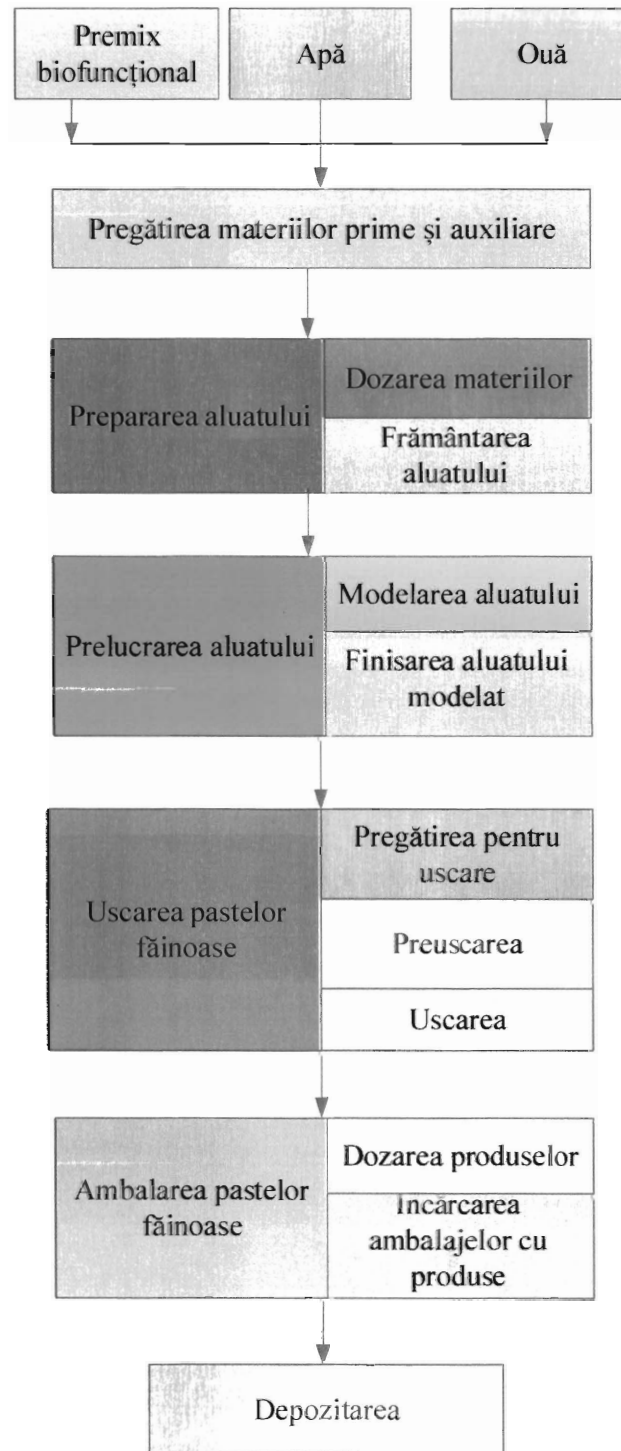 Premix
biofuncțional
Apă
Ouă
Pregătirea materiilor prime și auxiliare
Prepararea aluatului
Dozarea materiilor
Frământarea
aluatului
Prelucrarea aluatului
Modelarea aluatului
Finisarea aluatului
modelat
Uscarea pastelor
făinoase
Pregătirea pentru
uscare
Preuscarea
Uscarea
Ambalarea pastelor
făinoase
Dozarea produselor
Incărcarea
ambalajelor cu
produse
Depozitarea